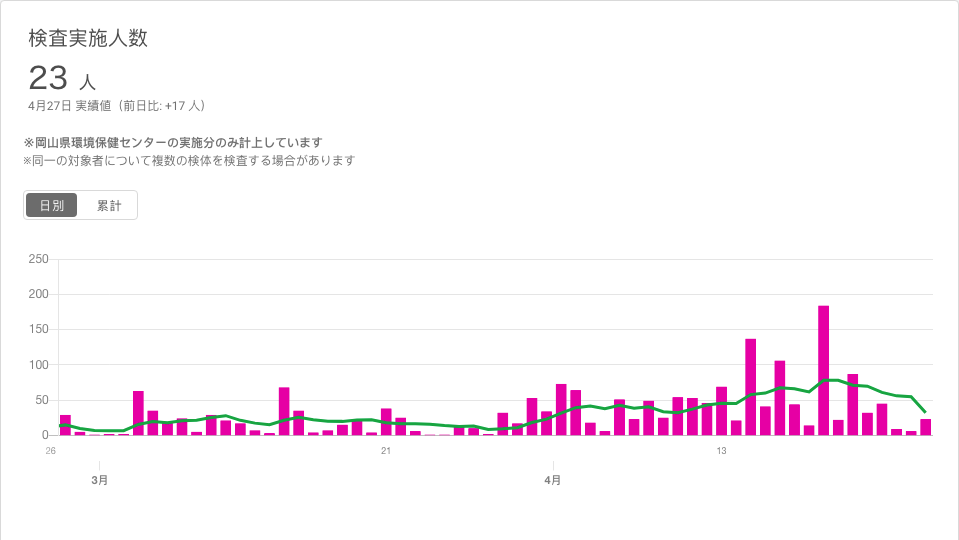 検査実施人数
23 人
4月27日 実績値（前日比: +17 人）
※岡山県環境保健センターの実施分のみ計上しています
※同一の対象者について複数の検体を検査する場合があります
日別 累計
250
200
150
100
50
0
26 21 13
3月 4月